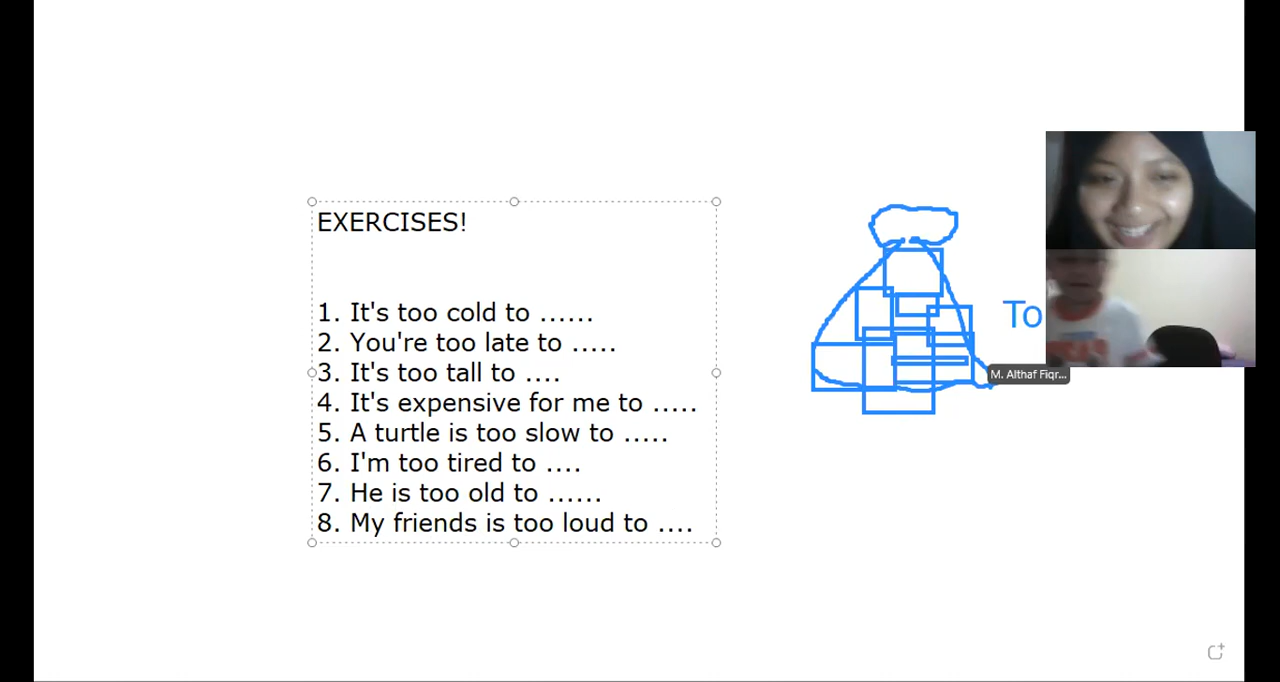 EXERCISES!
1. It's too cold to ......
2. You're too late to .....
3. It's too tall to ....
4. It's expensive for me to .....
5. A turtle is too slow to .....
6. I'm too tired to ....
7. He is too old to ......
8. My friends is too loud to ....
To
M. Althaf Fiqr...